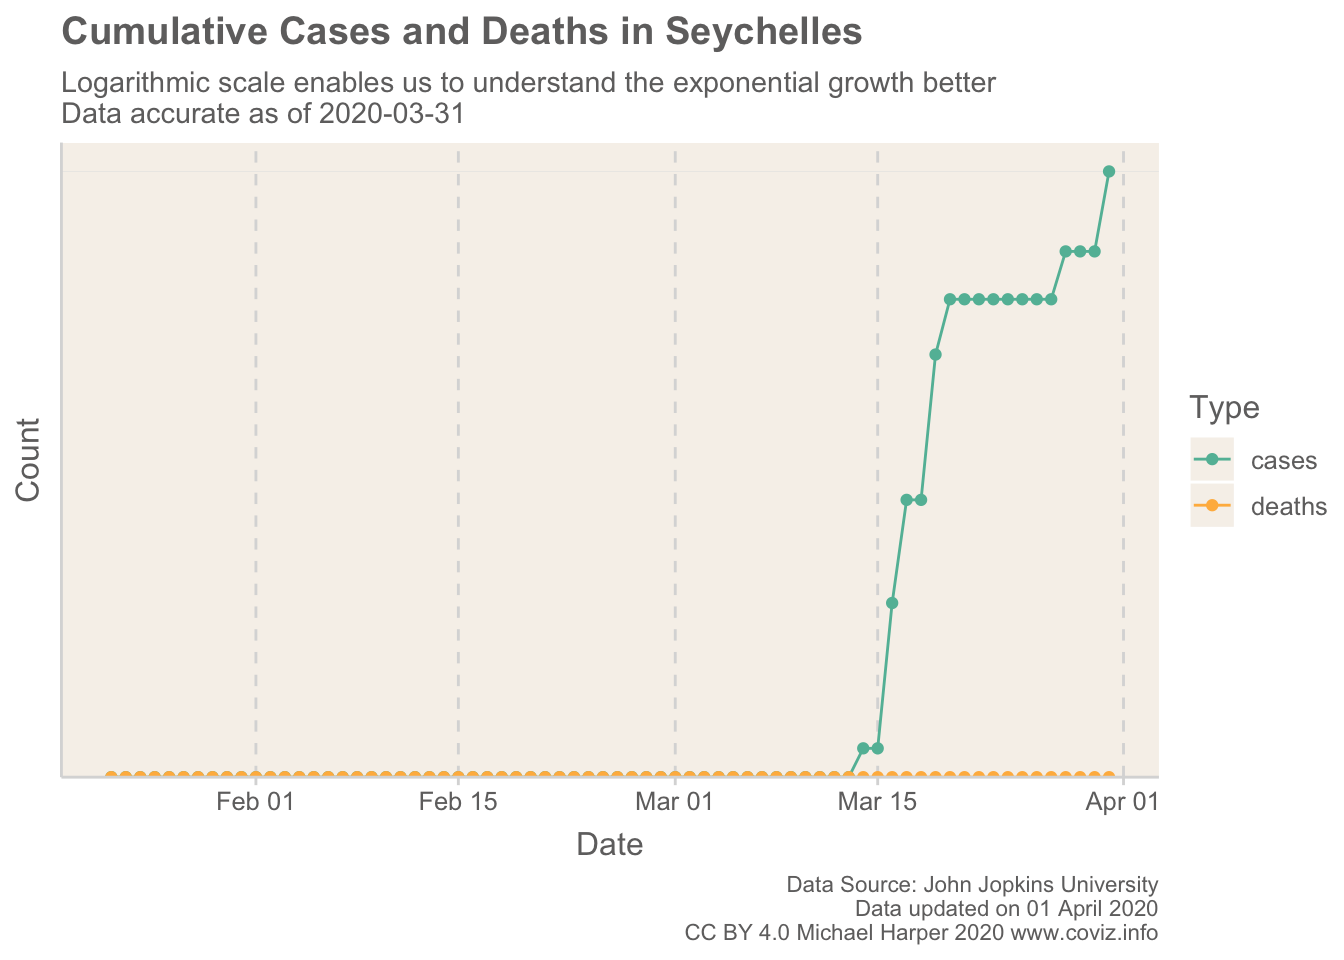 Cumulative Cases and Deaths in Seychelles
Logarithmic scale enables us to understand the exponential growth better
Data accurate as of 2020-03-31
Count
Type
cases
deaths
Feb 01 Feb 15 Mar 01 Mar 15 Apr 01
Date
Data Source: John Jopkins University
Data updated on 01 April 2020
CC BY 4.0 Michael Harper 2020 www.coviz.info